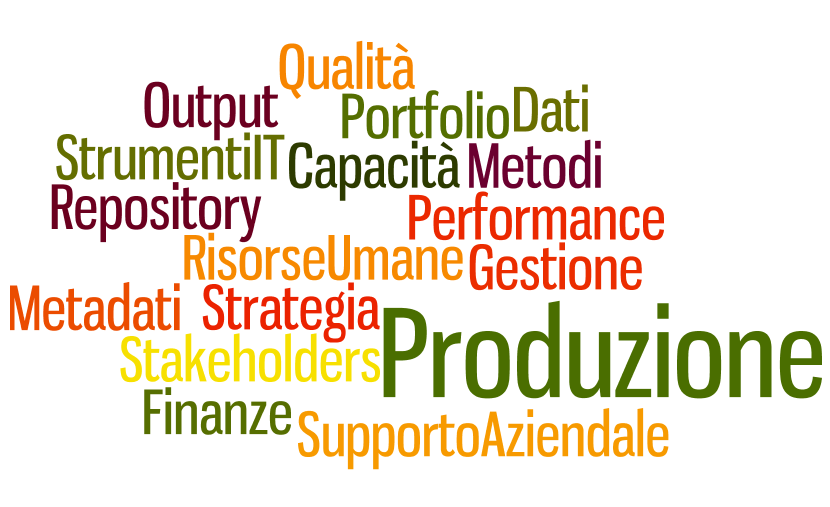 Qualità
Output
Portfolio
Dati
StrumentiIT
Capacità
Metodi
Repository
Performance
RisorseUmane
Gestione
Metadati
Strategia
Produzione
Stakeholders
Finanze
SupportoAziendale